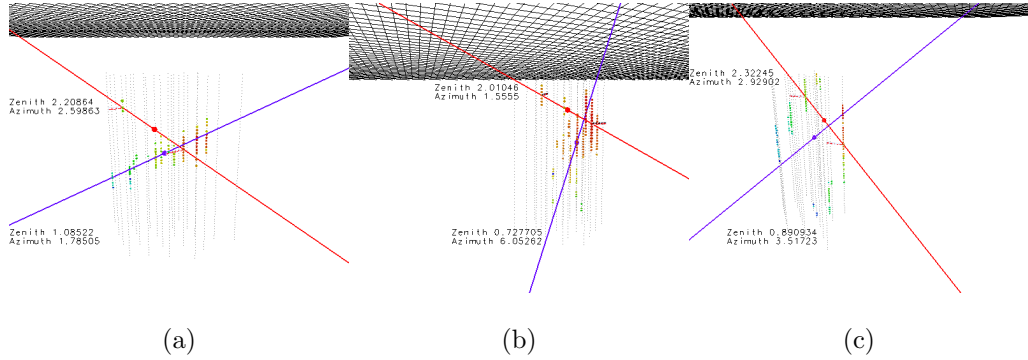 Zenith 2.20864
Azimuth 2.59863
Zenith 1.08522
Azimuth 1.78505
(a)
Zenith 2.01046
Azimuth 1.5555
Zenith 0.727705
Azimuth 6.05262
(b)
Zenith 2.32245
Azimuth 2.92902
Zenith 0.890934
Azimuth 3.51723
(c)